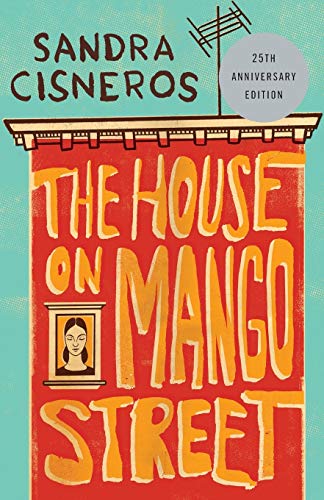 SANDRA
CISNEROS
25TH
ANNIVERSARY
EDITION
THE HOUSE
ON MANGO
STREET